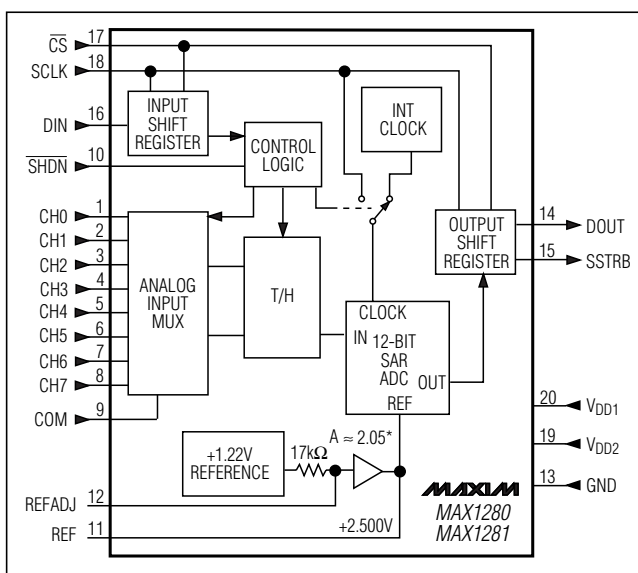 CS 17
SCLK 18
DIN 16
SHDN 10
INPUT
SHIFT
REGISTER
CONTROL
LOGIC
INT
CLOCK
CH0 1
CH1 2
CH2 3
CH3 4
CH4 5
CH5 6
CH6 7
CH7 8
COM 9
ANALOG
INPUT
MUX
T/H
CLOCK
IN
12-BIT
SAR
ADC
OUT
REF
OUTPUT
SHIFT
REGISTER
14 DOUT
15 SSTRB
20 VDD1
19 VDD2
13 GND
+1.22V
REFERENCE
17kΩ
A ≈ 2.05*
REFADJ 12
REF 11
+2.500V
MAXIM
MAX1280
MAX1281